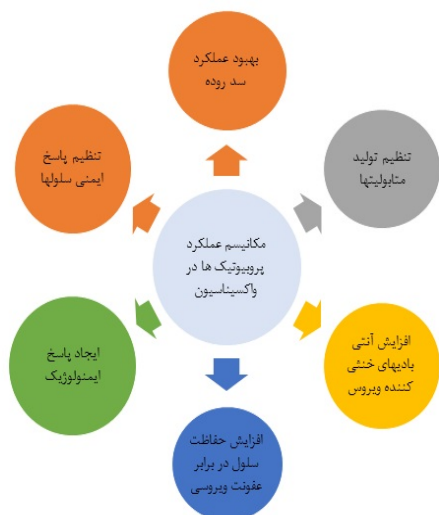 بهبود عملکرد
سد روده
تنظیم تولید
متابولیتها
افزایش آنتی
بادیهای خنثی
کننده ویروس
افزایش حفاظت
سلول در برابر
عفونت ویروسی
ایجاد پاسخ
ایمنولوژیک
تنظیم پاسخ
ایمنی سلولها
مکانیسم عملکرد
پروبیوتیک ها در
واکسیناسیون